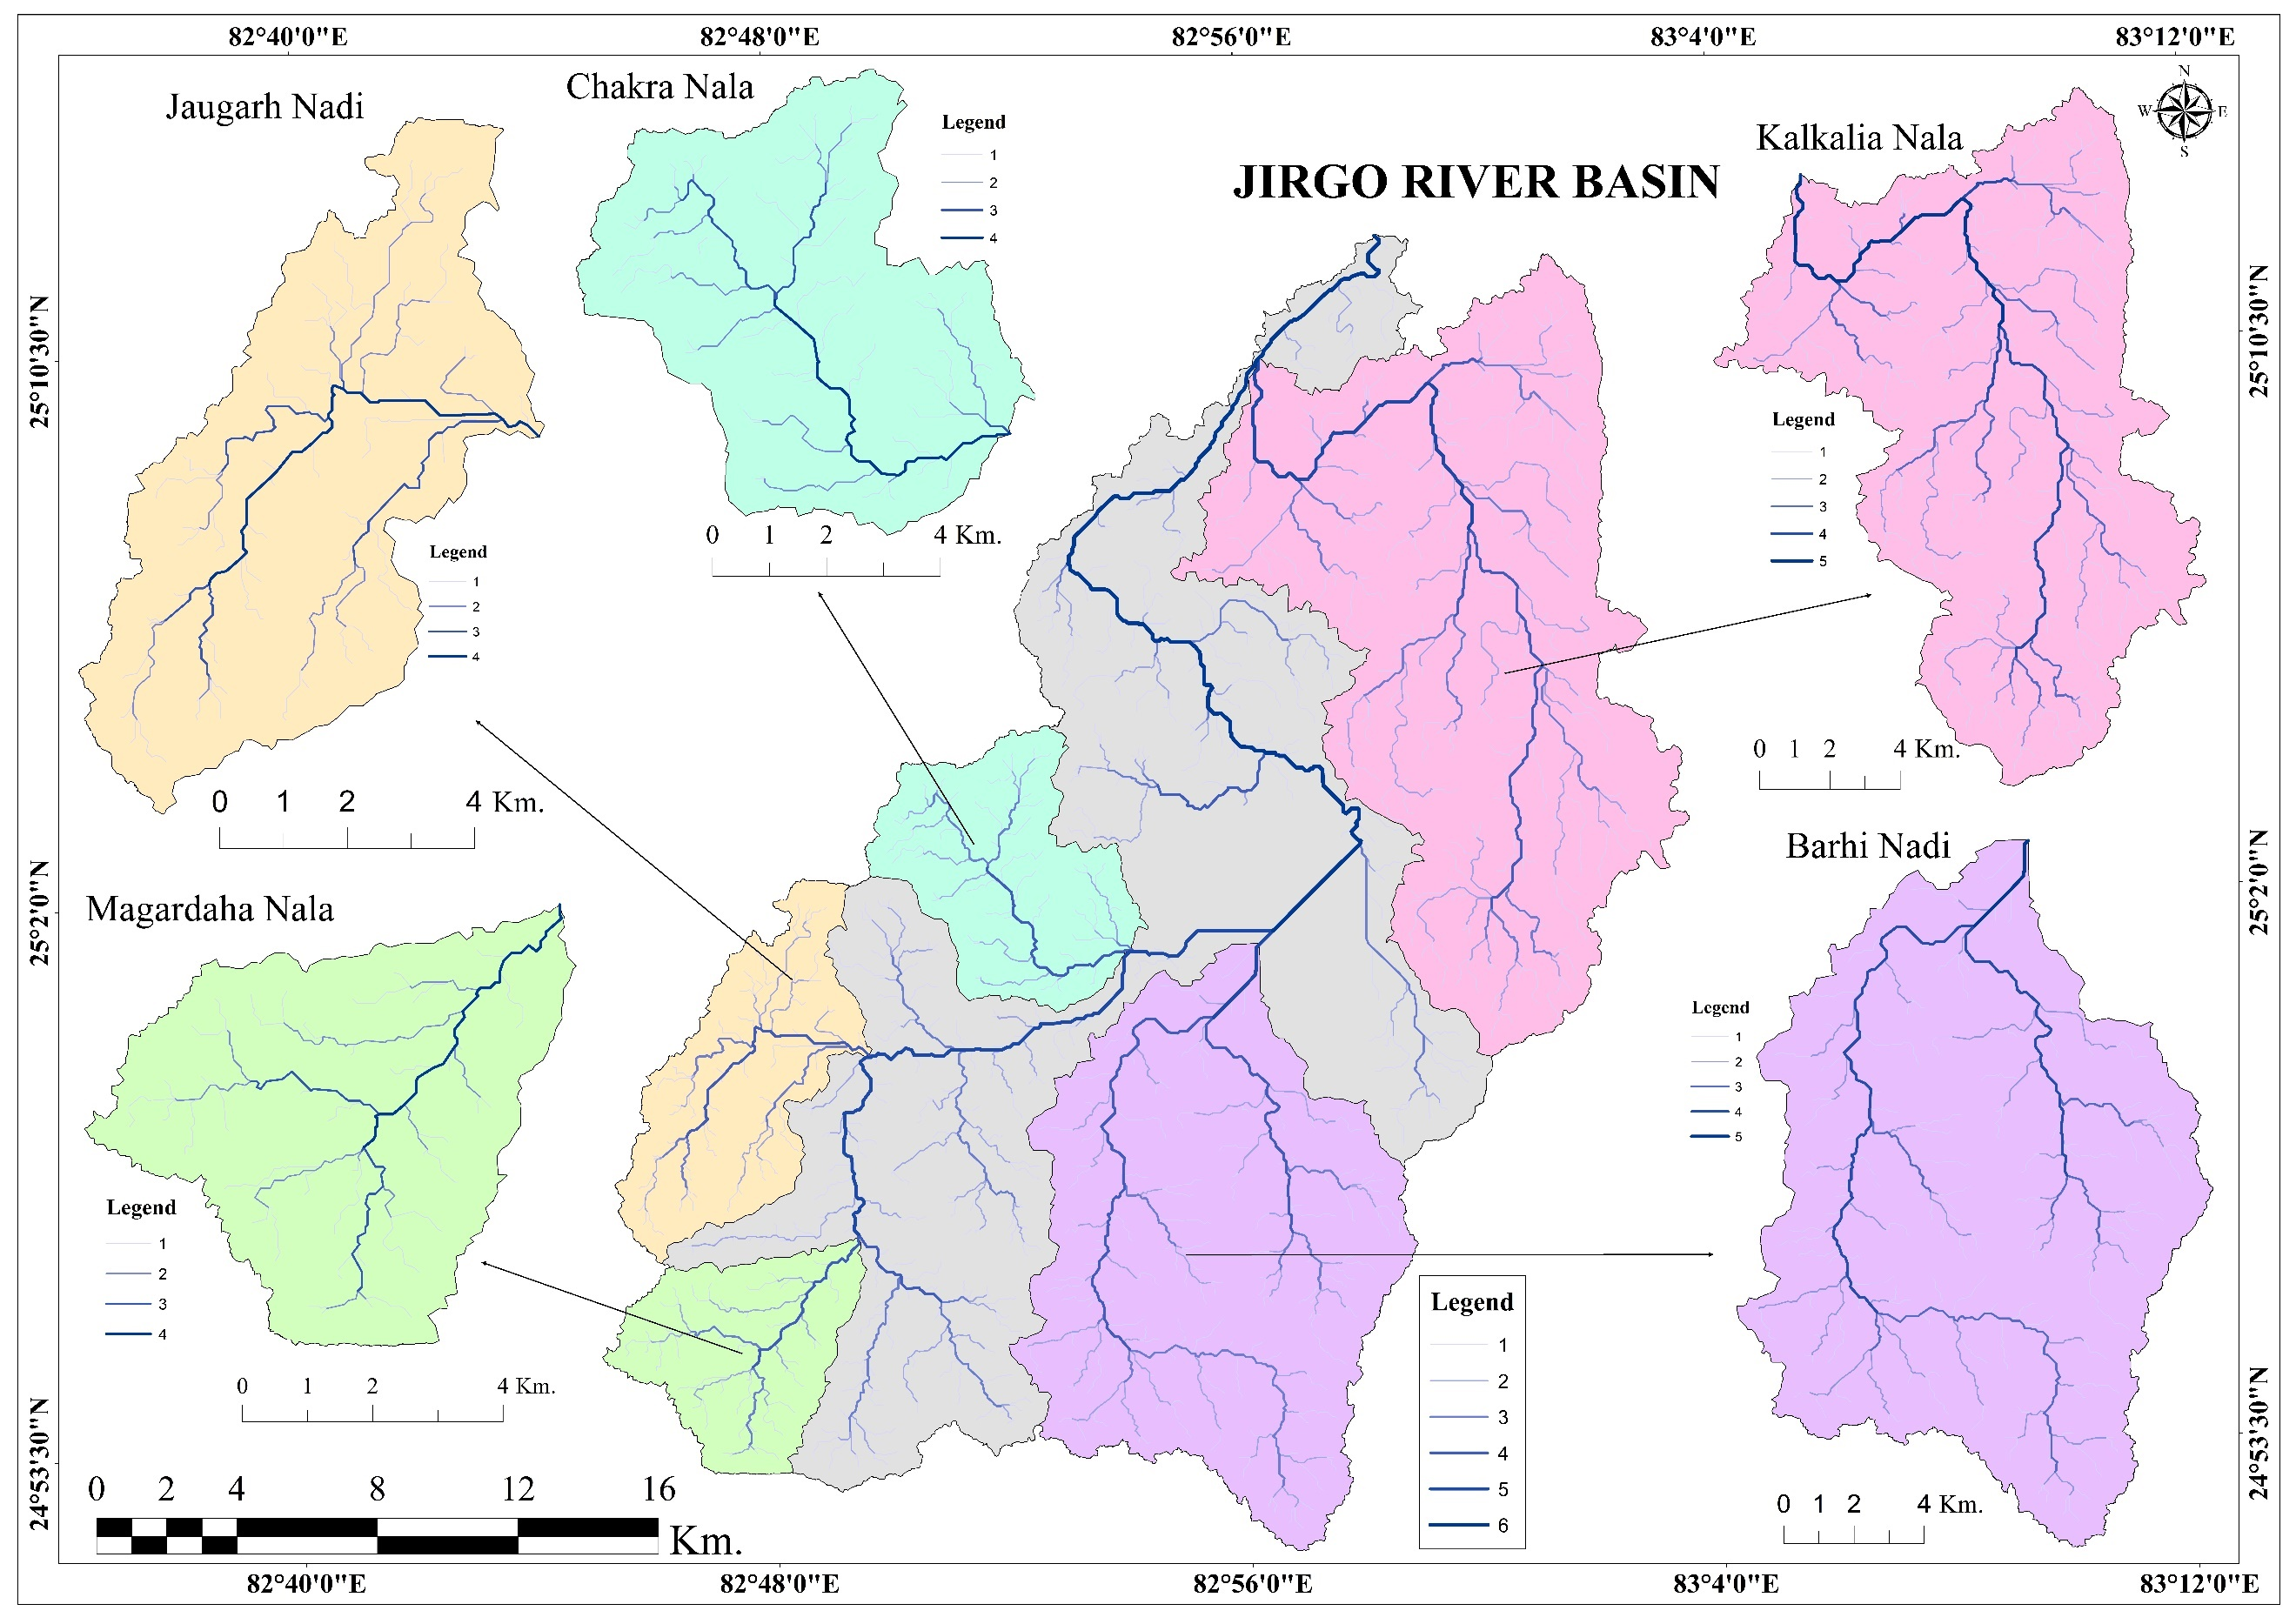 82°40'0"E 82°48'0"E 82°56'0"E 83°4'0"E 83°12'0"E
N
W E
S
JIRGO RIVER BASIN
Jaugarh Nadi
Legend
1
2
3
4
0 1 2 4 Km.
Chakra Nala
Legend
1
2
3
4
0 1 2 4 Km.
Kalkalia Nala
Legend
1
2
3
4
5
0 1 2 4 Km.
Magardaha Nala
Legend
1
2
3
4
0 1 2 4 Km.
Barhi Nadi
Legend
1
2
3
4
5
0 1 2 4 Km.
Legend
1
2
3
4
5
6
0 2 4 8 12 16
Km.
25°10'30"N
25°2'0"N
24°53'30"N
25°10'30"N
25°2'0"N
24°53'30"N
82°40'0"E 82°48'0"E 82°56'0"E 83°4'0"E 83°12'0"E